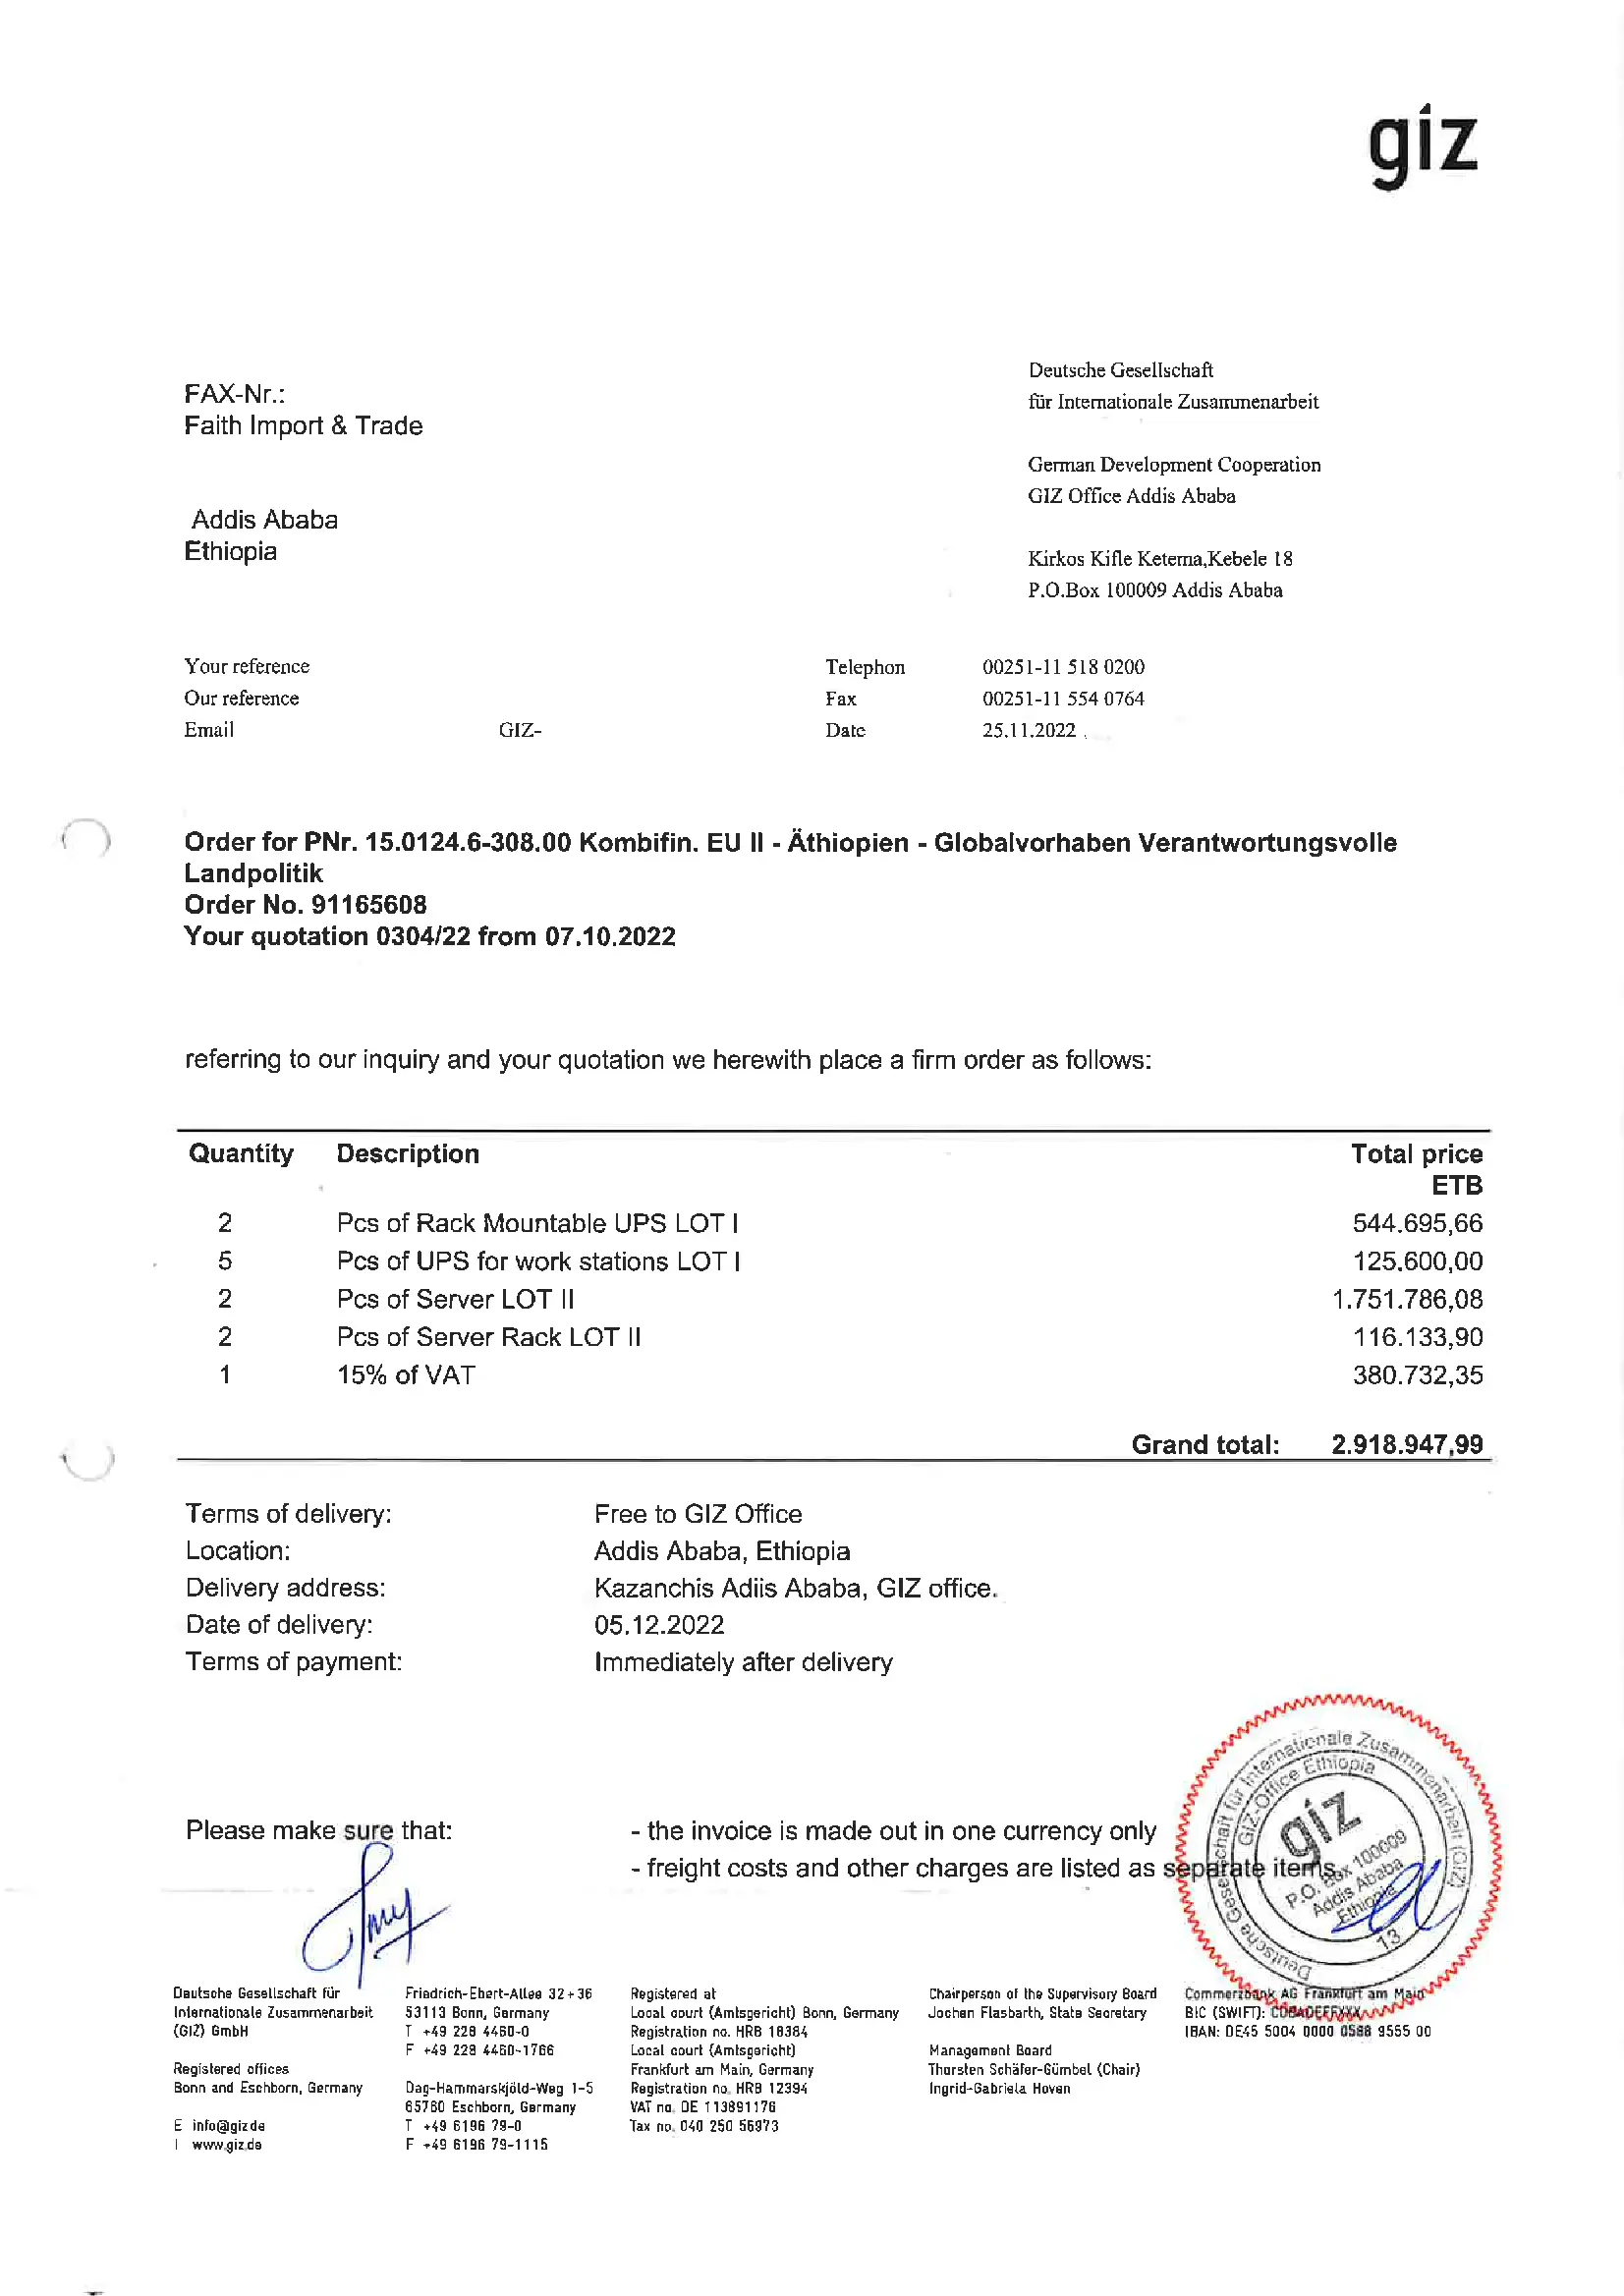 giz
FAX-Nr.:
Faith Import & Trade
Addis Ababa
Ethiopia
Deutsche Gesellschaft
für Internationale Zusammenarbeit
German Development Cooperation
GIZ Office Addis Ababa
Kirkos Kifle Ketema,Kebele 18
P.O.Box 100009 Addis Ababa
Your reference
Our reference
Email GIZ-
Telephon 00251-11 518 0200
Fax 00251-11 554 0764
Date 25.11.2022
Order for PNr. 15.0124.6-308.00 Kombifin. EU II - Äthiopien - Globalvorhaben Verantwortungsvolle
Landpolitik
Order No. 91165608
Your quotation 0304/22 from 07.10.2022
referring to our inquiry and your quotation we herewith place a firm order as follows:
Quantity Description Total price
ETB
2 Pcs of Rack Mountable UPS LOT I 544.695,66
5 Pcs of UPS for work stations LOT I 125.600,00
2 Pcs of Server LOT II 1.751.786,08
2 Pcs of Server Rack LOT II 116.133,90
1 15% of VAT 380.732,35
Grand total: 2.918.947,99
Terms of delivery: Free to GIZ Office
Location: Addis Ababa, Ethiopia
Delivery address: Kazanchis Adiis Ababa, GIZ office.
Date of delivery: 05.12.2022
Terms of payment: Immediately after delivery
Please make sure that: - the invoice is made out in one currency only
- freight costs and other charges are listed as separate items
Deutsche Gesellschaft für Internationale Zusammenarbeit (GIZ)
GIZ-Office Ethiopia
giz
P.O. Box 100009
Addis Ababa
Ethiopia
13
Deutsche Gesellschaft für
Internationale Zusammenarbeit
(GIZ) GmbH
Registered offices
Bonn and Eschborn, Germany
E info@giz.de
I www.giz.de
Friedrich-Ebert-Allee 32 + 36
53113 Bonn, Germany
T +49 228 4460-0
F +49 228 4460-1766
Dag-Hammarskjöld-Weg 1-5
65760 Eschborn, Germany
T +49 6196 79-0
F +49 6196 79-1115
Registered at
Local court (Amtsgericht) Bonn, Germany
Registration no. HRB 18384
Local court (Amtsgericht)
Frankfurt am Main, Germany
Registration no. HRB 12394
VAT no. DE 113891176
Tax no. 040 250 56973
Chairperson of the Supervisory Board
Jochen Flasbarth, State Secretary
Management Board
Thorsten Schäfer-Gümbel (Chair)
Ingrid-Gabriela Hoven
Commerzbank AG Frankfurt am Main
BIC (SWIFT):
IBAN: DE45 5004 0000 0588 9555 00